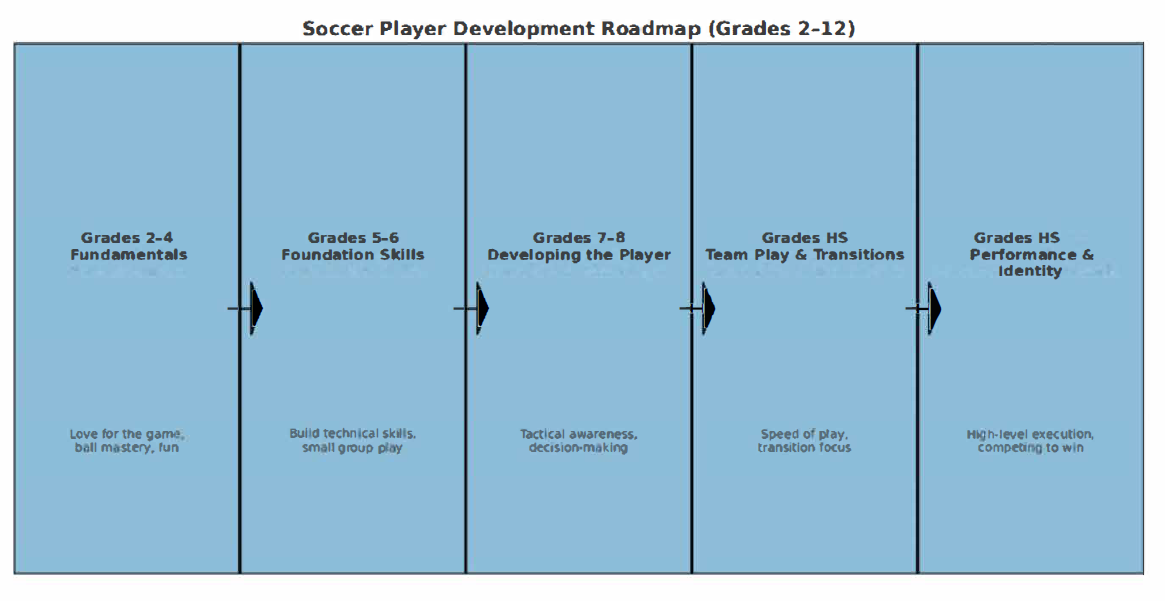 Soccer Player Development Roadmap (Grades 2–12)
Grades 2–4
Fundamentals
Love for the game,
ball mastery, fun
Grades 5–6
Foundation Skills
Build technical skills,
small group play
Grades 7–8
Developing the Player
Tactical awareness,
decision-making
Grades HS
Team Play & Transitions
Speed of play,
transition focus
Grades HS
Performance &
Identity
High-level execution,
competing to win